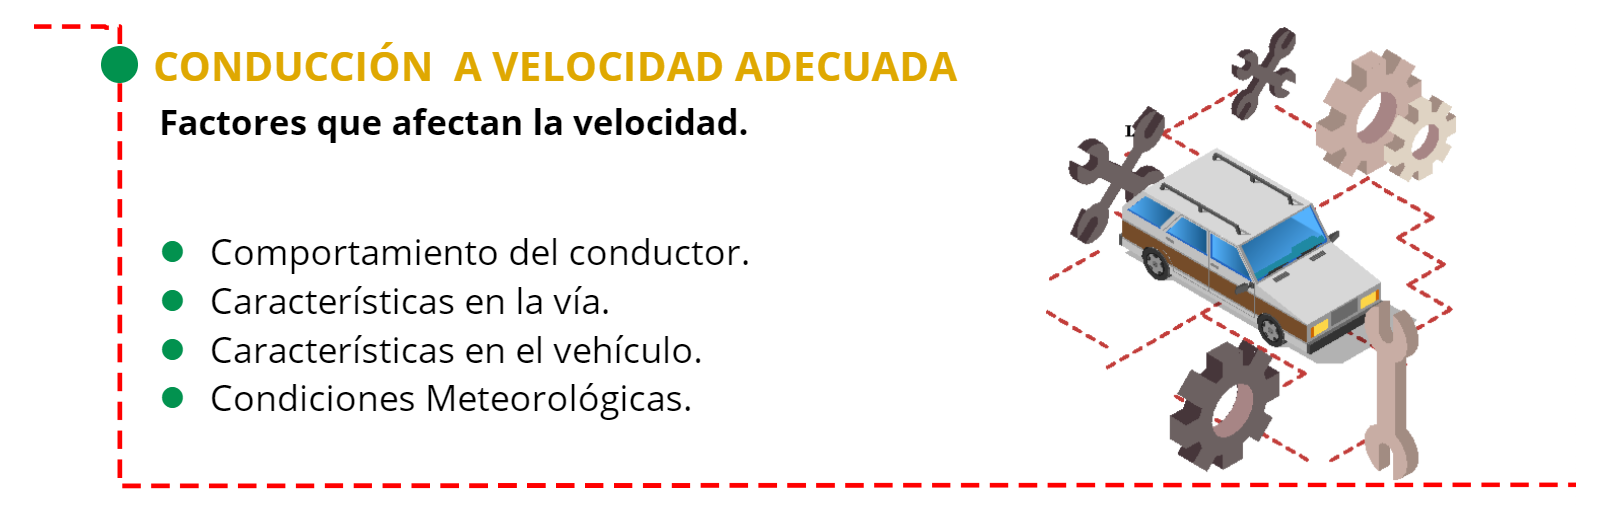 CONDUCCIÓN  A VELOCIDAD ADECUADA
Factores que afectan la velocidad.
Comportamiento del conductor.
Características en la vía.
Características en el vehículo.
Condiciones Meteorológicas.